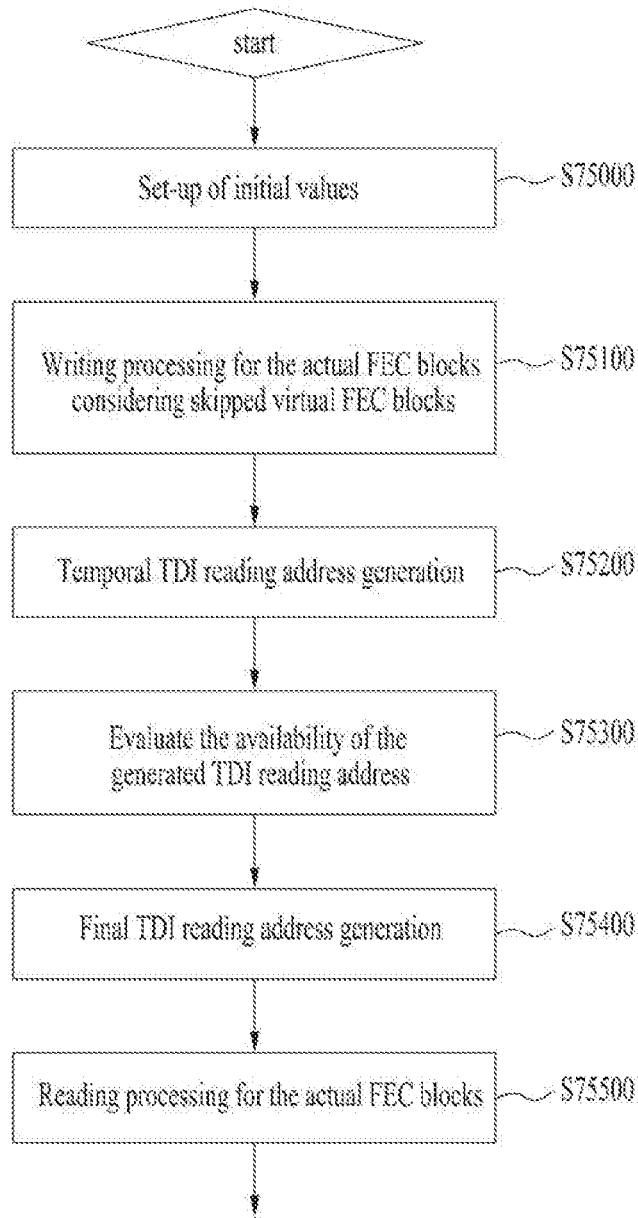 start
Set-up of initial values
S75000
Writing processing for the actual FEC blocks
considering skipped virtual FEC blocks
S75100
Temporal TDI reading address generation
S75200
Evaluate the availability of the
generated TDI reading address
S75300
Final TDI reading address generation
S75400
Reading processing for the actual FEC blocks
S75500